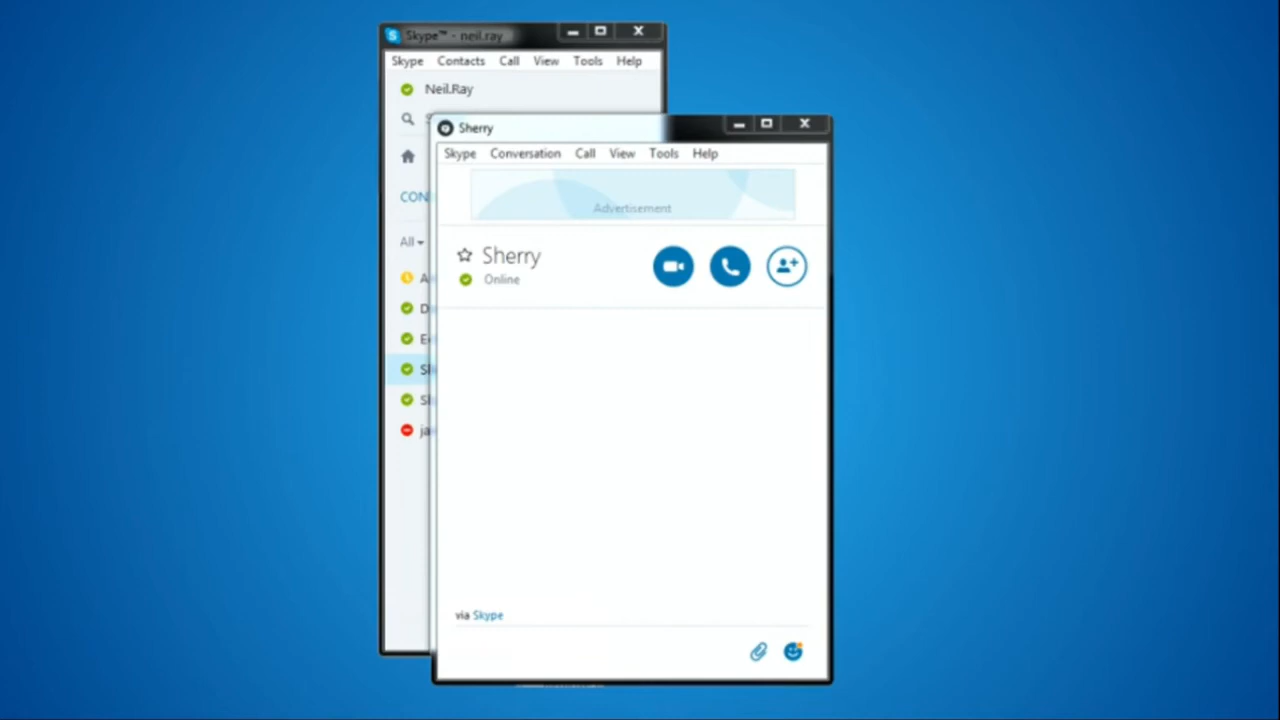 Skype™ - neil.ray
Skype Contacts Call View Tools Help
Neil.Ray
All
Sherry
Skype Conversation Call View Tools Help
Advertisement
Sherry
Online
via Skype